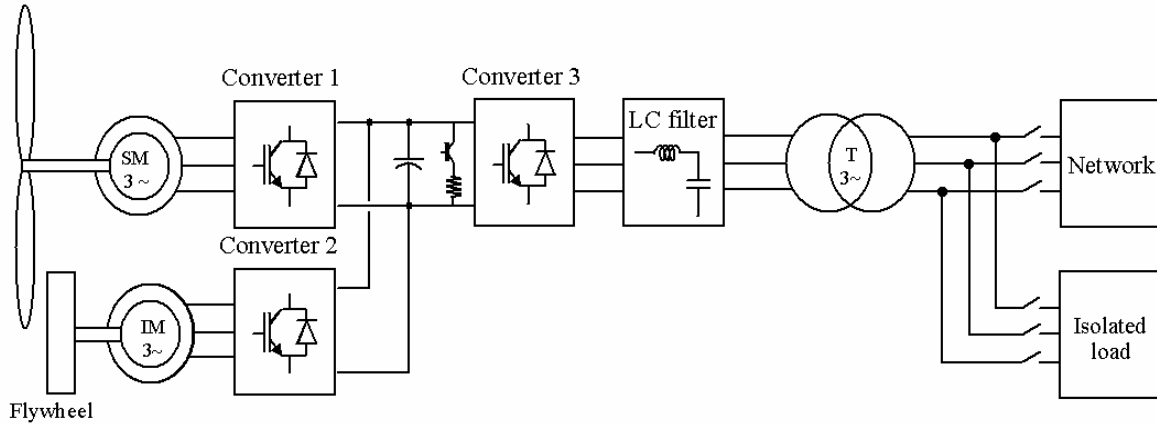 Converter 1
Converter 3
LC filter
SM
3 ~
T
3~
Network
Converter 2
IM
3~
Isolated
load
Flywheel